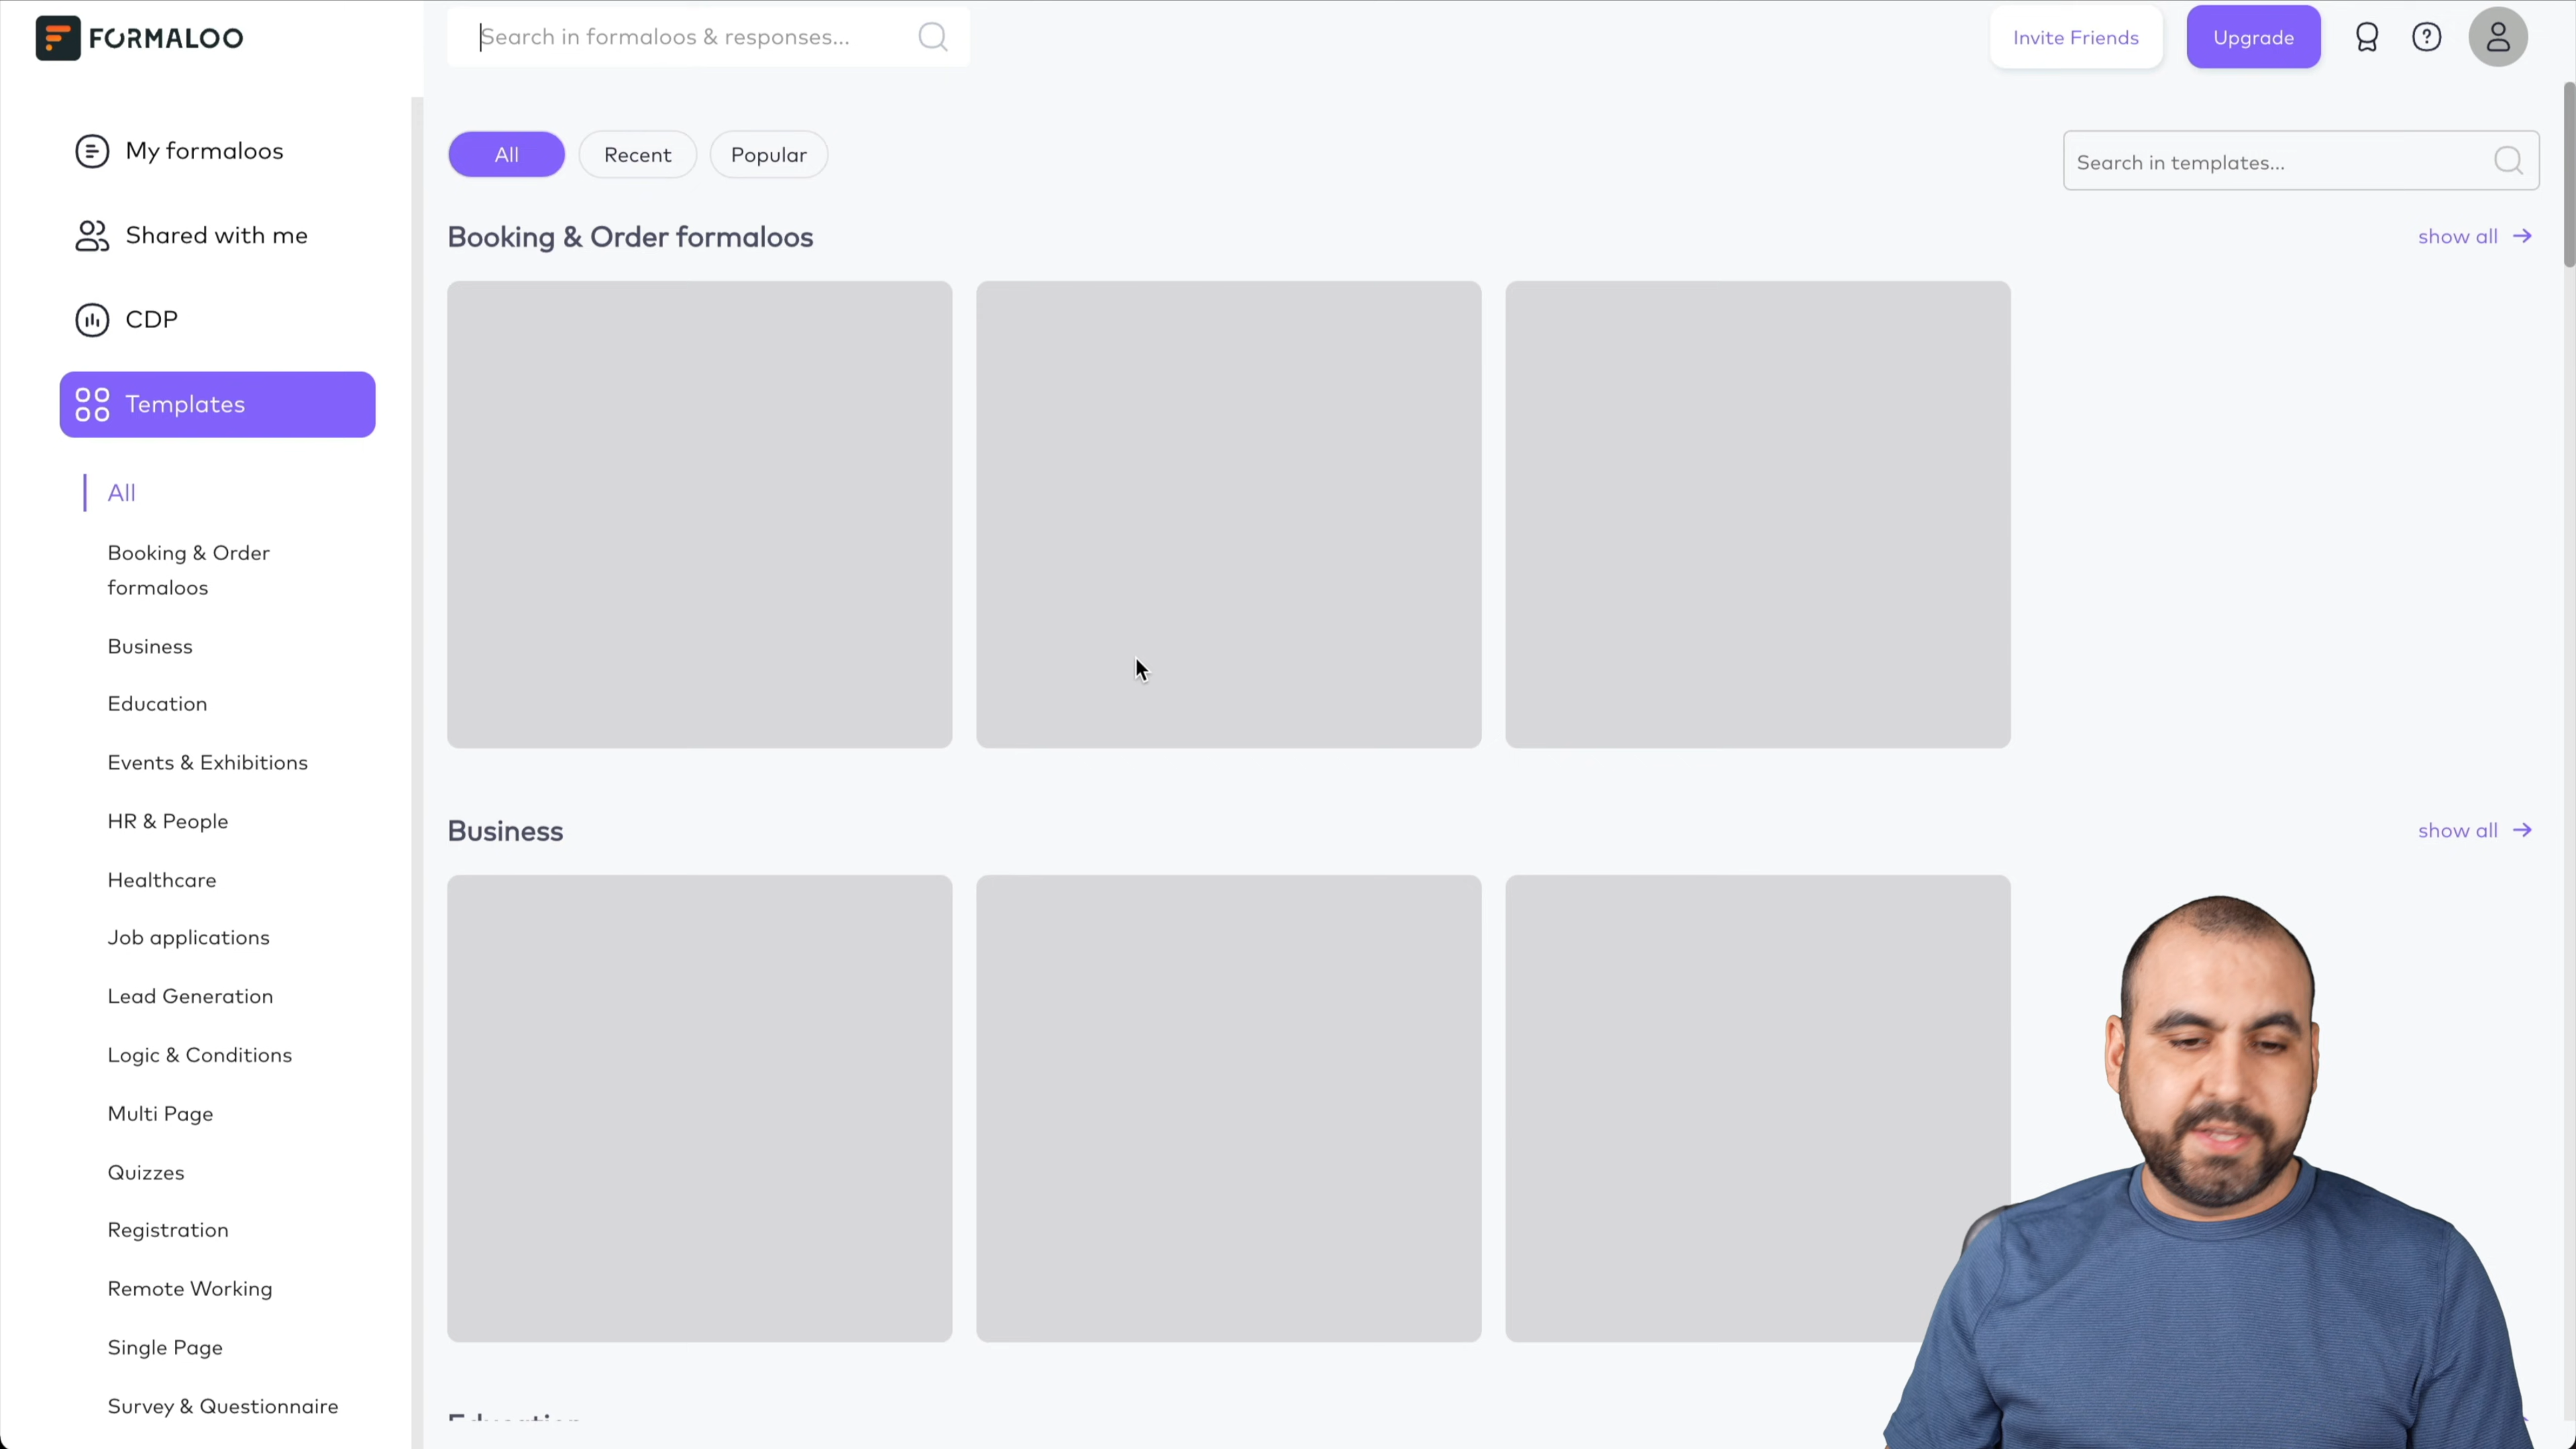 FORMALOO
Search in formaloos & responses...
Invite Friends
Upgrade
My formaloos
Shared with me
CDP
Templates
All
Booking & Order
formaloos
Business
Education
Events & Exhibitions
HR & People
Healthcare
Job applications
Lead Generation
Logic & Conditions
Multi Page
Quizzes
Registration
Remote Working
Single Page
Survey & Questionnaire
All
Recent
Popular
Search in templates...
Booking & Order formaloos
show all
Business
show all
Education